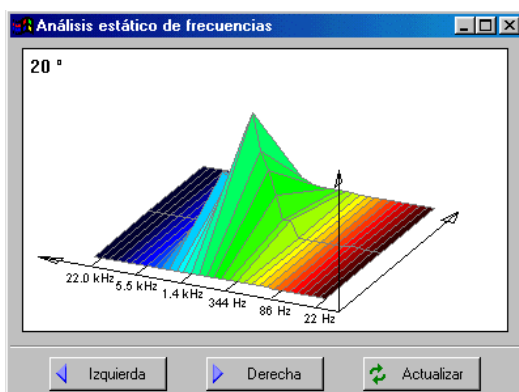 Análisis estático de frecuencias
20 °
22.0 kHz 5.5 kHz 1.4 kHz 344 Hz 86 Hz 22 Hz
Izquierda Derecha Actualizar